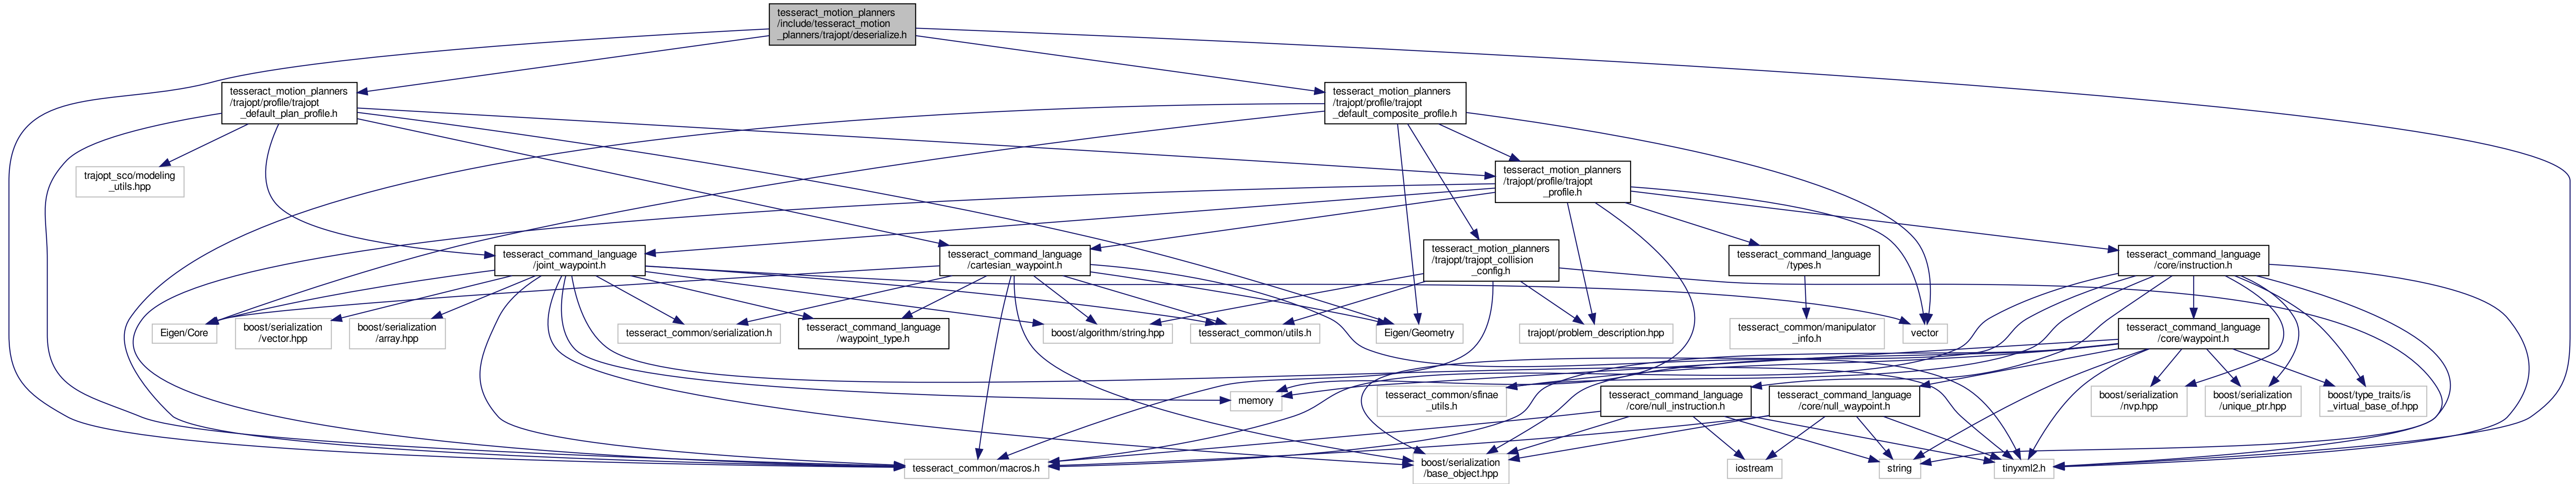 tesseract_motion_planners
/include/tesseract_motion
_planners/trajopt/deserialize.h
tesseract_motion_planners
/trajopt/profile/trajopt
_default_plan_profile.h
tesseract_motion_planners
/trajopt/profile/trajopt
_default_composite_profile.h
trajopt_sco/modeling
_utils.hpp
tesseract_motion_planners
/trajopt/profile/trajopt
_profile.h
tesseract_command_language
/joint_waypoint.h
tesseract_command_language
/cartesian_waypoint.h
tesseract_motion_planners
/trajopt/trajopt_collision
_config.h
tesseract_command_language
/types.h
tesseract_command_language
/core/instruction.h
Eigen/Core
boost/serialization
/vector.hpp
boost/serialization
/array.hpp
tesseract_common/serialization.h
tesseract_command_language
/waypoint_type.h
boost/algorithm/string.hpp
tesseract_common/utils.h
Eigen/Geometry
trajopt/problem_description.hpp
tesseract_common/manipulator
_info.h
vector
tesseract_command_language
/core/waypoint.h
memory
tesseract_common/sfinae
_utils.h
tesseract_command_language
/core/null_instruction.h
tesseract_command_language
/core/null_waypoint.h
boost/serialization
/nvp.hpp
boost/serialization
/unique_ptr.hpp
boost/type_traits/is
_virtual_base_of.hpp
tesseract_common/macros.h
boost/serialization
/base_object.hpp
iostream
string
tinyxml2.h